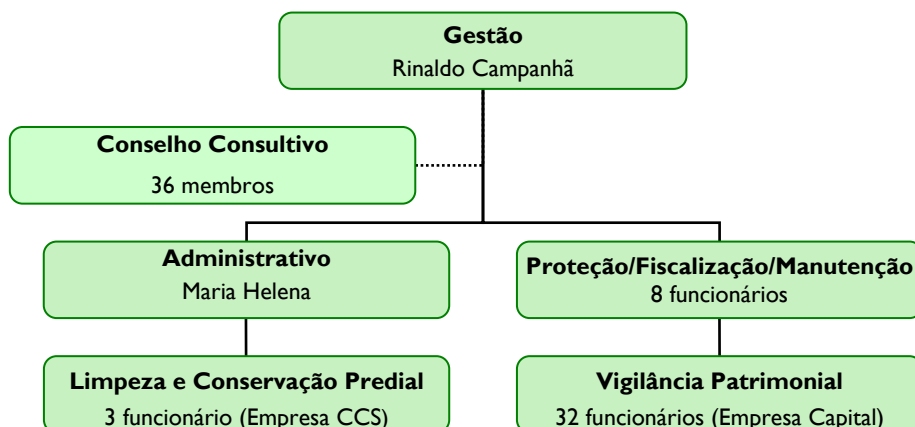 Gestão
Rinaldo Campanhã
Conselho Consultivo
36 membros
Administrativo
Maria Helena
Proteção/Fiscalização/Manutenção
8 funcionários
Limpeza e Conservação Predial
3 funcionário (Empresa CCS)
Vigilância Patrimonial
32 funcionários (Empresa Capital)